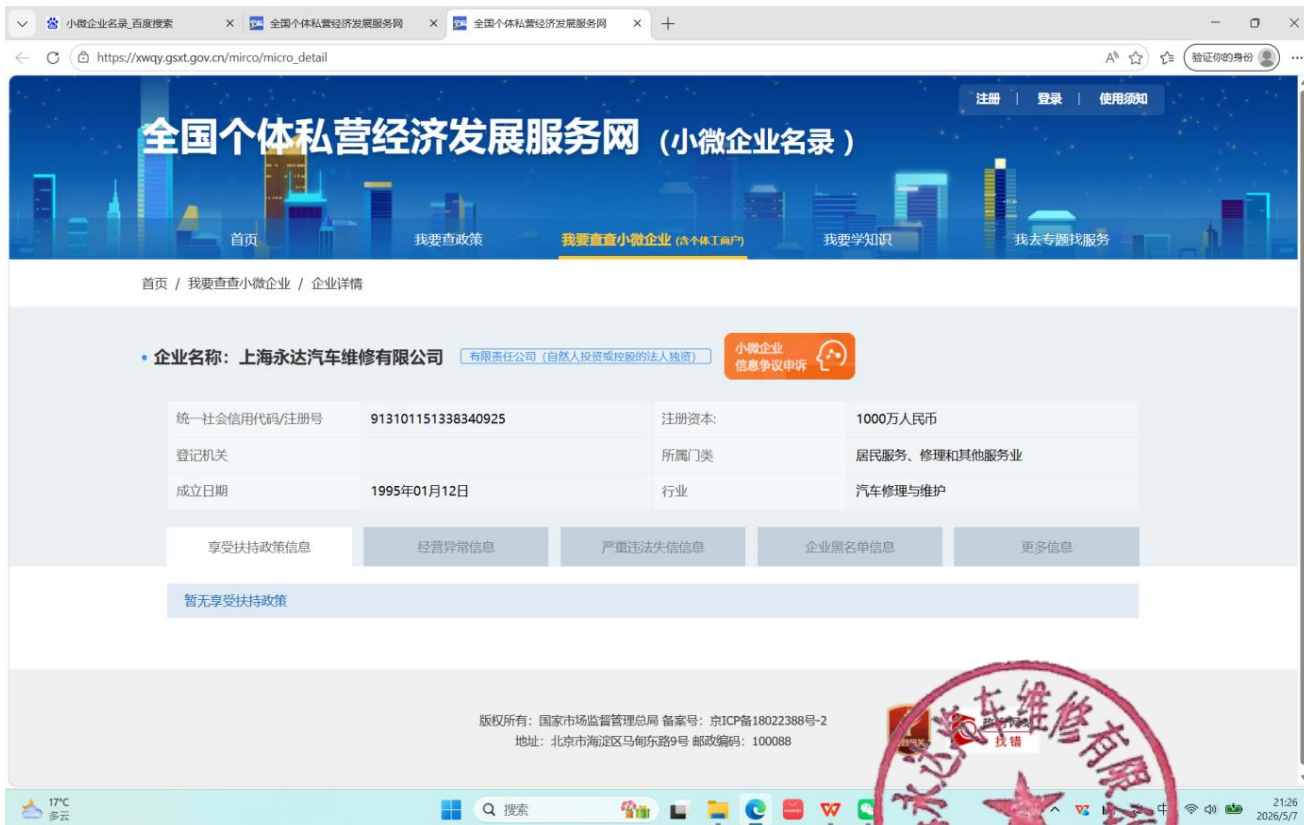 小微企业名录_百度搜索
全国个体私营经济发展服务网
全国个体私营经济发展服务网
https://xwqy.gsxt.gov.cn/mirco/micro_detail
验证你的身份
注册 | 登录 | 使用须知
全国个体私营经济发展服务网（小微企业名录）
首页
我要查政策
我要查查小微企业 (含个体工商户)
我要学知识
我去专题找服务
首页 / 我要查查小微企业 / 企业详情
企业名称：上海永达汽车维修有限公司
有限责任公司（自然人投资或控股的法人独资）
小微企业
信息争议申诉
统一社会信用代码/注册号 913101151338340925 注册资本: 1000万人民币
登记机关 所属门类 居民服务、修理和其他服务业
成立日期 1995年01月12日 行业 汽车修理与维护
享受扶持政策信息
经营异常信息
严重违法失信信息
企业黑名单信息
更多信息
暂无享受扶持政策
版权所有：国家市场监督管理总局 备案号：京ICP备18022388号-2
地址：北京市海淀区马甸东路9号 邮政编码：100088
找错
永达汽车维修有限
17°C
多云
搜索
中
21:26
2026/5/7